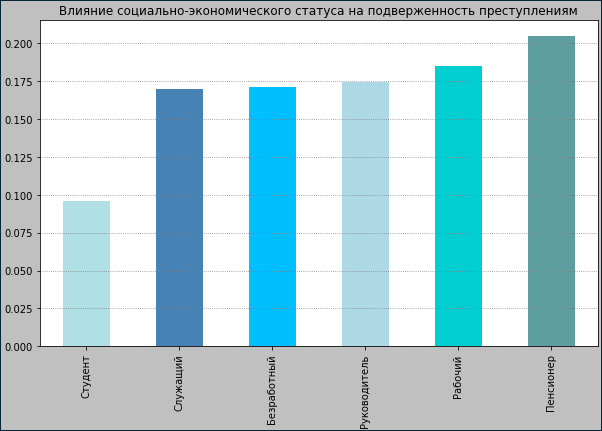 Влияние социально-экономического статуса на подверженность преступлениям
0.200
0.175
0.150
0.125
0.100
0.075
0.050
0.025
0.000
Студент
Служащий
Безработный
Руководитель
Рабочий
Пенсионер